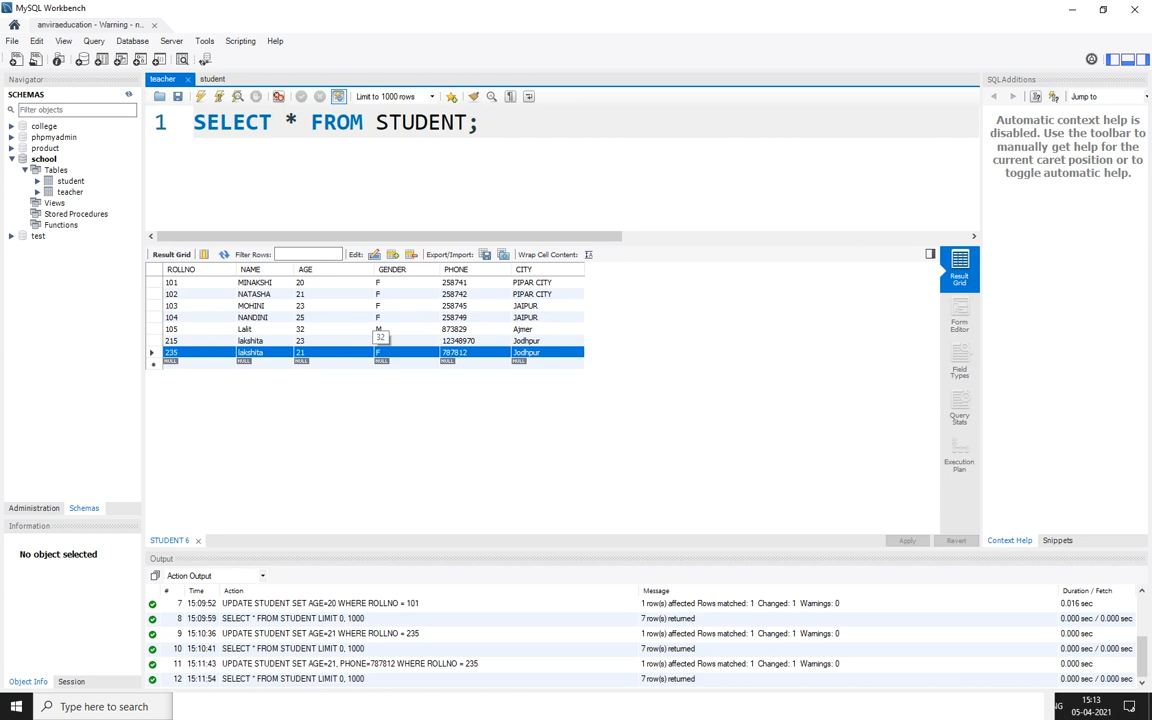 MySQL Workbench
anviraeducation - Warning - n...
File Edit View Query Database Server Tools Scripting Help
Navigator
SCHEMAS
Filter objects
college
phpmyadmin
product
school
Tables
student
teacher
Views
Stored Procedures
Functions
test
Administration Schemas
Information
No object selected
Object Info Session
teacher student
Limit to 1000 rows
1 SELECT * FROM STUDENT;
Result Grid Filter Rows: Edit: Export/Import: Wrap Cell Content:
ROLLNO NAME AGE GENDER PHONE CITY
101 MINAKSHI 20 F 258741 PIPAR CITY
102 NATASHA 21 F 258742 PIPAR CITY
103 MOHINI 23 F 258745 JAIPUR
104 NANDINI 25 F 258749 JAIPUR
105 Lalit 32 M 873829 Ajmer
215 lakshita 23 12348970 Jodhpur
235 lakshita 21 F 787812 Jodhpur
NULL NULL NULL NULL NULL NULL
32
Result Grid
Form Editor
Field Types
Query Stats
Execution Plan
STUDENT 6
Apply Revert
Output
Action Output
# Time Action Message Duration / Fetch
7 15:09:52 UPDATE STUDENT SET AGE=20 WHERE ROLLNO = 101 1 row(s) affected Rows matched: 1 Changed: 1 Warnings: 0 0.016 sec
8 15:09:59 SELECT * FROM STUDENT LIMIT 0, 1000 7 row(s) returned 0.000 sec / 0.000 sec
9 15:10:36 UPDATE STUDENT SET AGE=21 WHERE ROLLNO = 235 1 row(s) affected Rows matched: 1 Changed: 1 Warnings: 0 0.000 sec
10 15:10:41 SELECT * FROM STUDENT LIMIT 0, 1000 7 row(s) returned 0.000 sec / 0.000 sec
11 15:11:43 UPDATE STUDENT SET AGE=21, PHONE=787812 WHERE ROLLNO = 235 1 row(s) affected Rows matched: 1 Changed: 1 Warnings: 0 0.000 sec
12 15:11:54 SELECT * FROM STUDENT LIMIT 0, 1000 7 row(s) returned 0.000 sec / 0.000 sec
SQLAdditions
Jump to
Automatic context help is
disabled. Use the toolbar to
manually get help for the
current caret position or to
toggle automatic help.
Context Help Snippets
Type here to search
15:13
05-04-2021